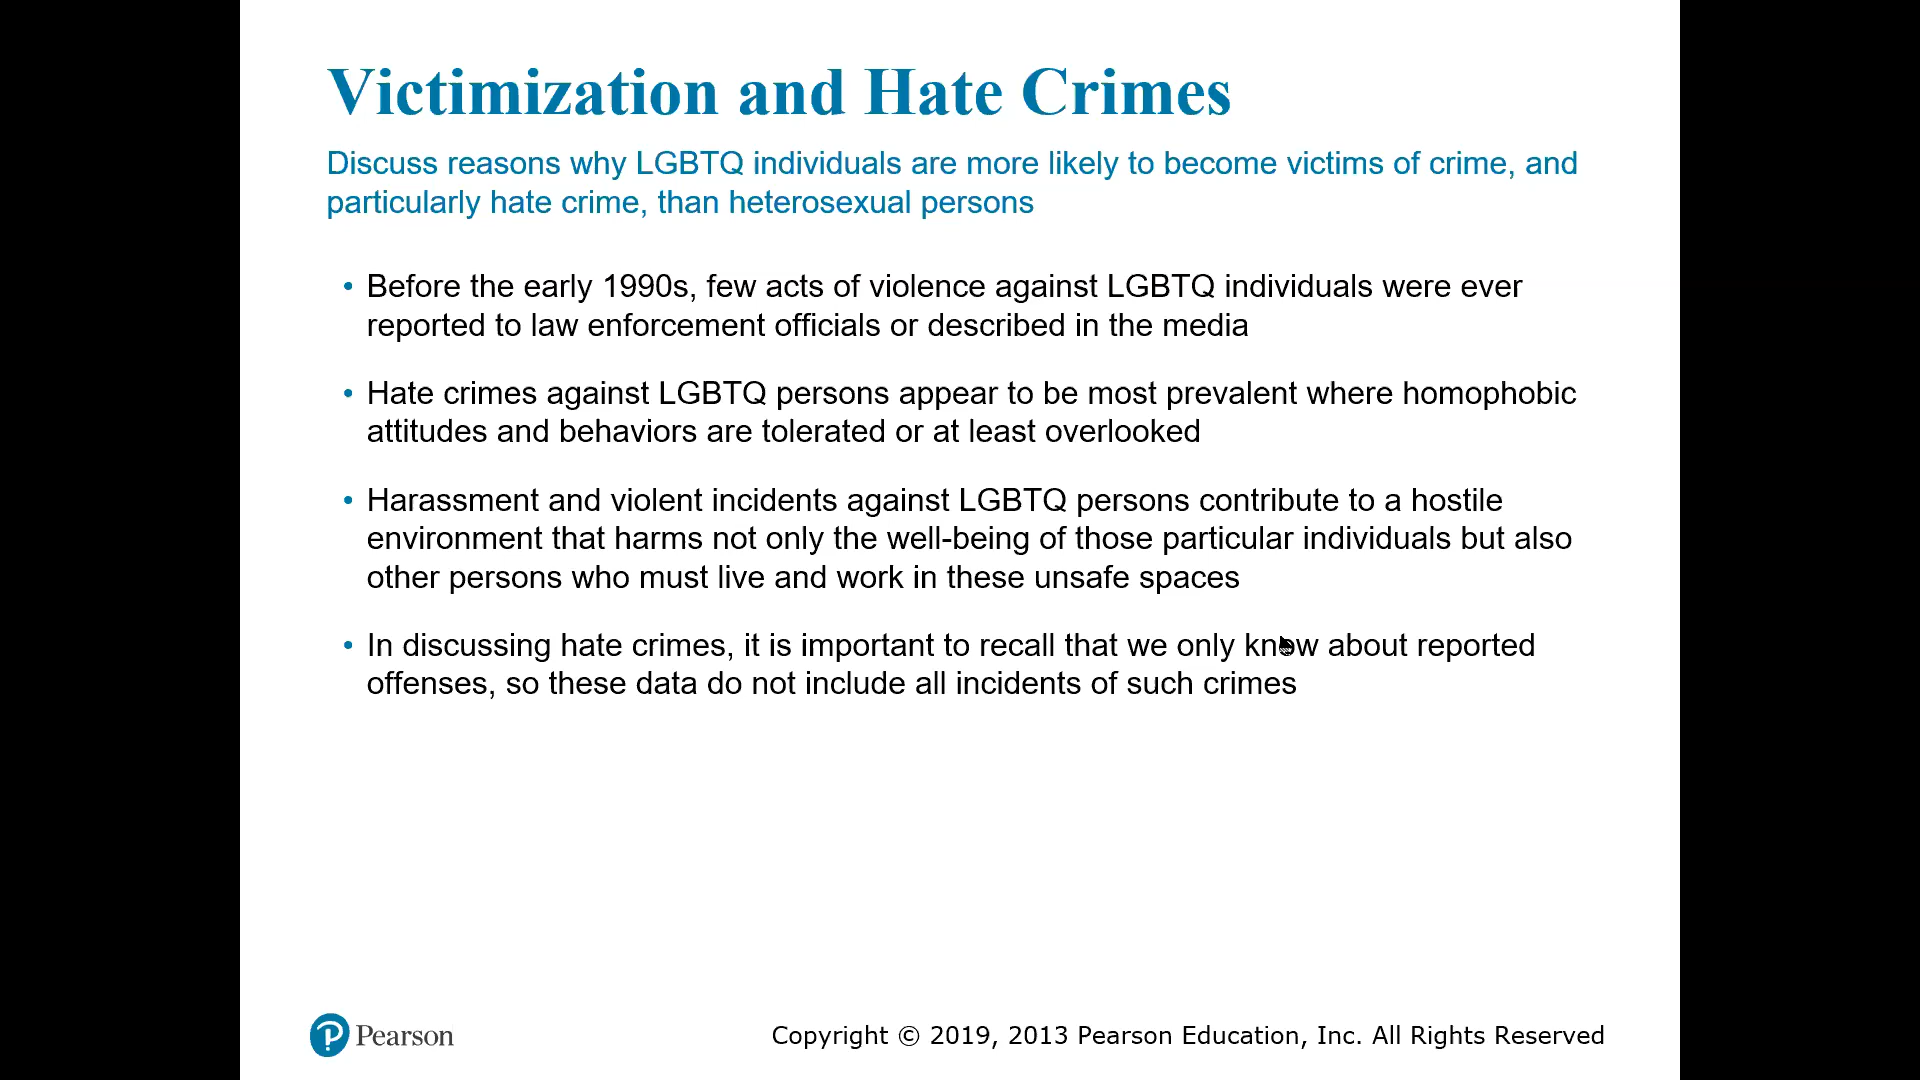 Victimization and Hate Crimes
Discuss reasons why LGBTQ individuals are more likely to become victims of crime, and
particularly hate crime, than heterosexual persons
• Before the early 1990s, few acts of violence against LGBTQ individuals were ever
reported to law enforcement officials or described in the media
• Hate crimes against LGBTQ persons appear to be most prevalent where homophobic
attitudes and behaviors are tolerated or at least overlooked
• Harassment and violent incidents against LGBTQ persons contribute to a hostile
environment that harms not only the well-being of those particular individuals but also
other persons who must live and work in these unsafe spaces
• In discussing hate crimes, it is important to recall that we only know about reported
offenses, so these data do not include all incidents of such crimes
Pearson
Copyright © 2019, 2013 Pearson Education, Inc. All Rights Reserved